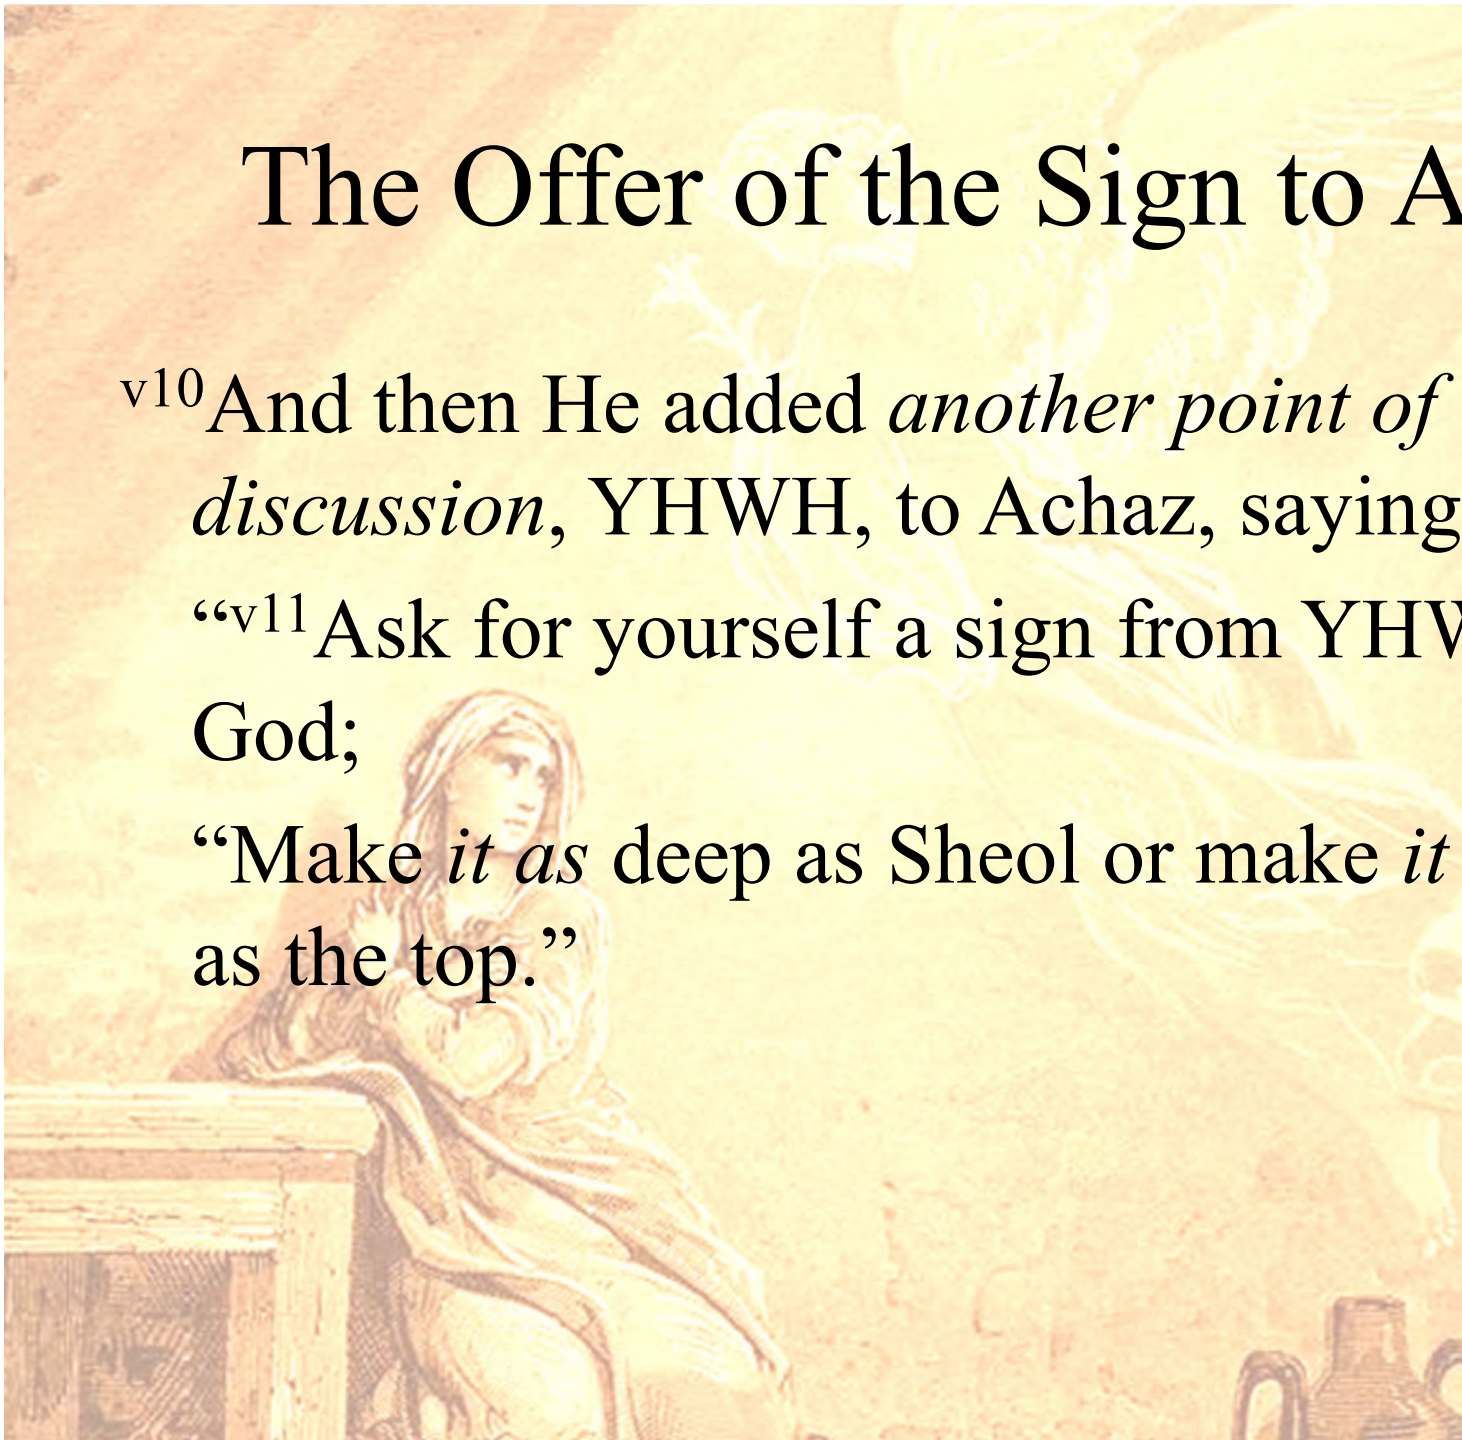 The Offer of the Sign to A
v10And then He added another point of
discussion, YHWH, to Achaz, saying
“v11Ask for yourself a sign from YHW
God;
“Make it as deep as Sheol or make it
as the top.”